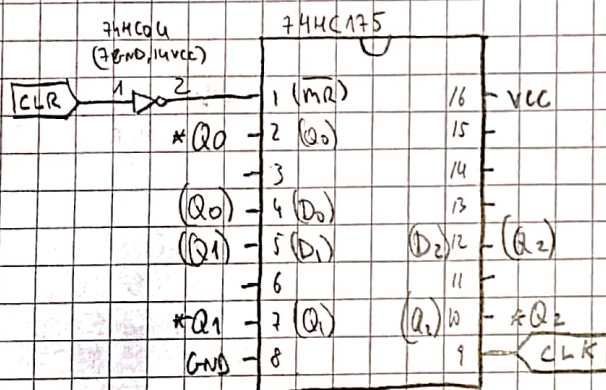 74HC04
(7GND,14VCC)
74HC175
CLR
1
2
1 (MR)
16
VCC
*Q0
2 (Q0)
15
3
14
(Q0)
4 (D0)
13
(Q1)
5 (D1)
(D2) 12
(Q2)
6
11
*Q1
7 (Q1)
(Q2) 10
*Q2
GND
8
9
CLK